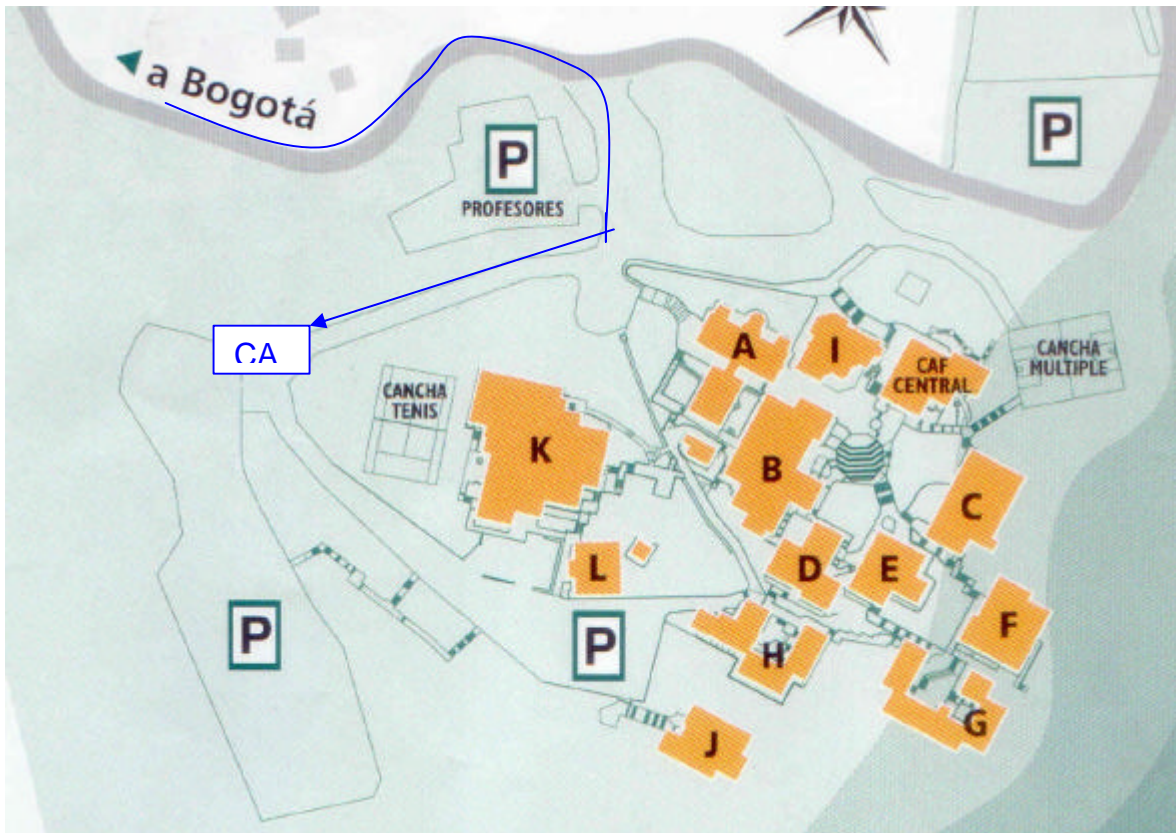 a Bogotá
P
PROFESORES
P
CA
CANCHA
TENIS
A
I
CAF
CENTRAL
CANCHA
MULTIPLE
K
B
C
L
D
E
P
P
H
F
G
J